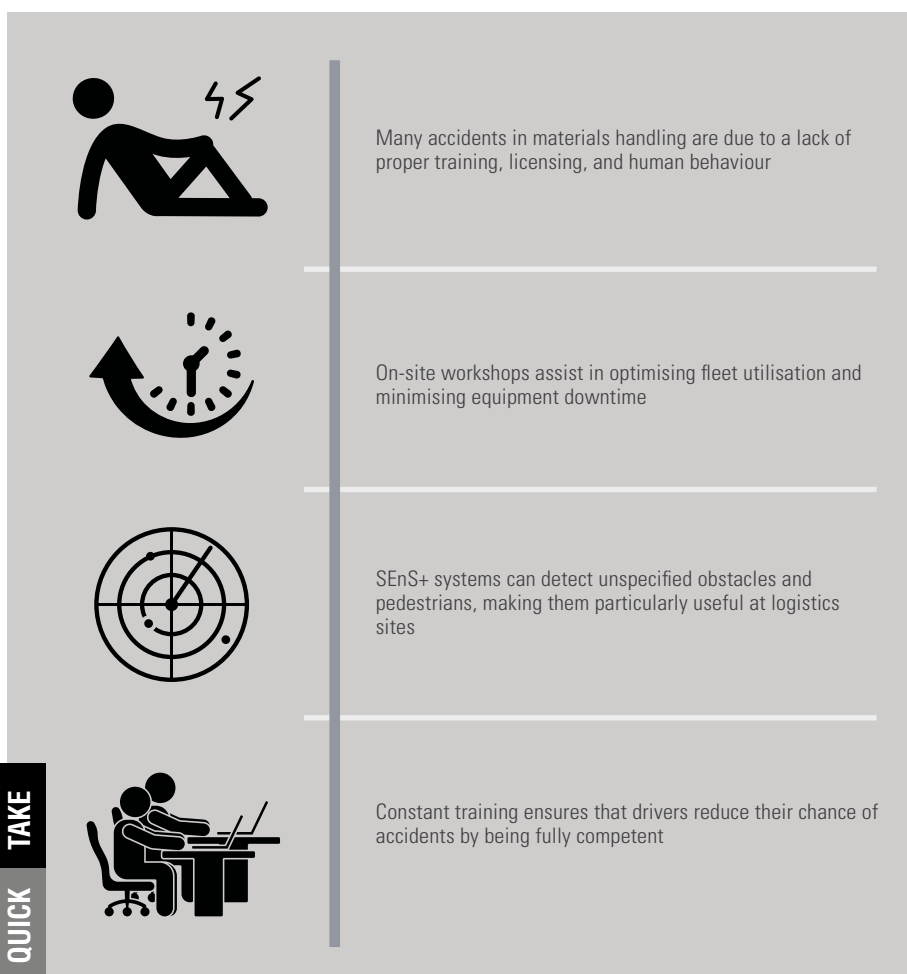 Many accidents in materials handling are due to a lack of
proper training, licensing, and human behaviour
On-site workshops assist in optimising fleet utilisation and
minimising equipment downtime
SEnS+ systems can detect unspecified obstacles and
pedestrians, making them particularly useful at logistics
sites
Constant training ensures that drivers reduce their chance of
accidents by being fully competent
QUICK TAKE